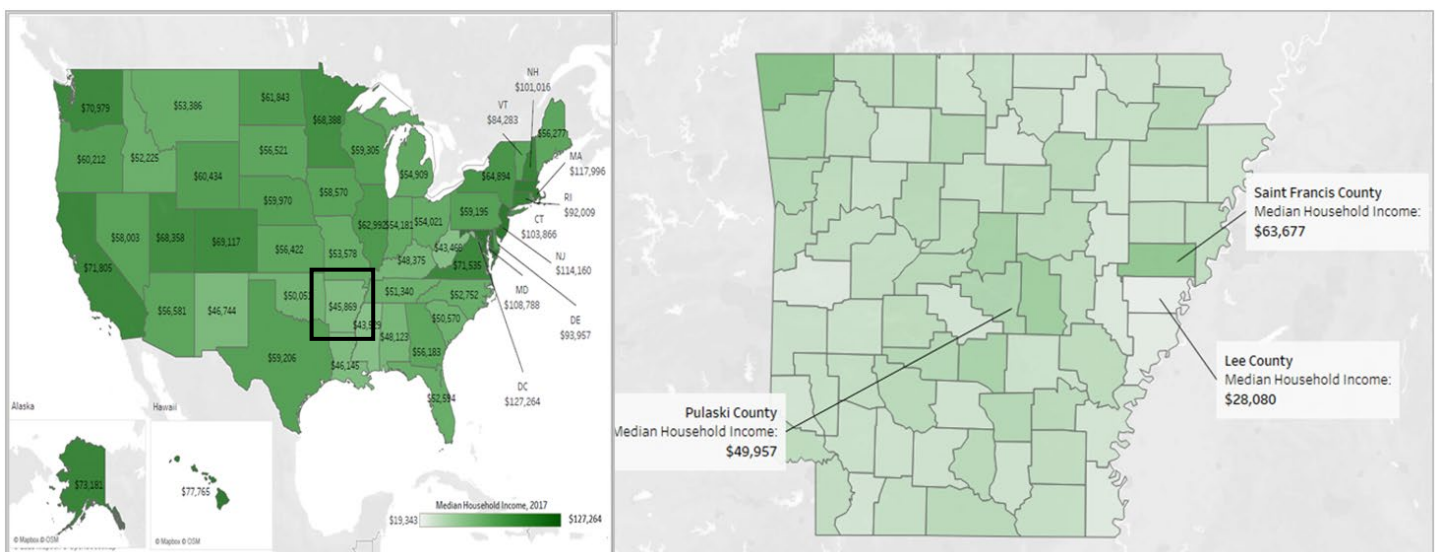 NH
$101,016
VT
$84,283
$70,979
$53,386
$61,843
$68,388
$56,277
$60,212
$52,225
$56,521
$59,305
$54,909
$64,894
MA
$117,996
$60,434
$58,570
$59,195
RI
$92,009
$59,970
$58,003
$68,358
$69,117
$62,992
$54,181
$54,021
CT
$103,866
$56,422
$53,578
$43,469
$71,805
$48,375
$71,535
NJ
$114,160
$56,581
$46,744
$45,869
$51,340
$52,752
MD
$108,788
$50,570
DE
$93,957
$48,123
$56,183
$59,206
$46,145
DC
$127,264
Alaska
Hawaii
$73,181
$77,765
Median Household Income, 2017
$19,343
$127,264
© Mapbox © OSM
© Mapbox © OSM
Saint Francis County
Median Household Income:
$63,677
Lee County
Median Household Income:
$28,080
Pulaski County
Median Household Income:
$49,957